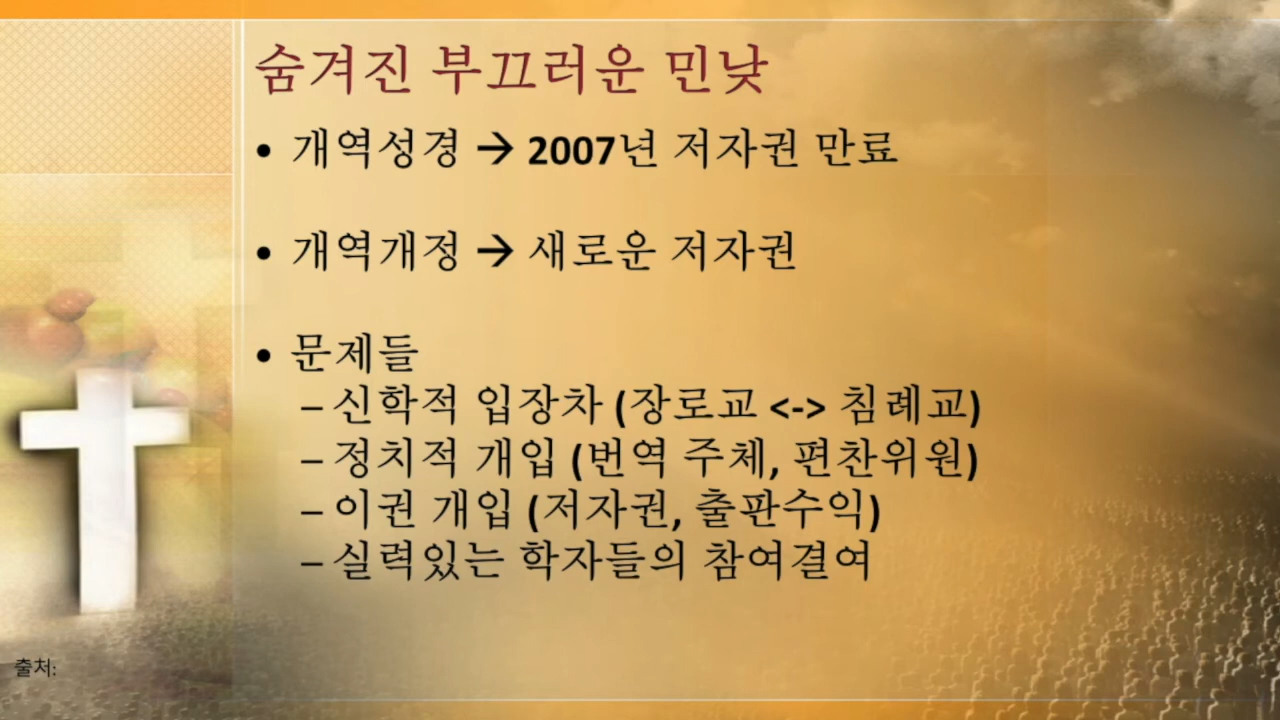 숨겨진 부끄러운 민낯
• 개역성경 → 2007년 저자권 만료
• 개역개정 → 새로운 저자권
• 문제들
– 신학적 입장차 (장로교 <-> 침례교)
– 정치적 개입 (번역 주체, 편찬위원)
– 이권 개입 (저자권, 출판수익)
– 실력있는 학자들의 참여결여
출처: